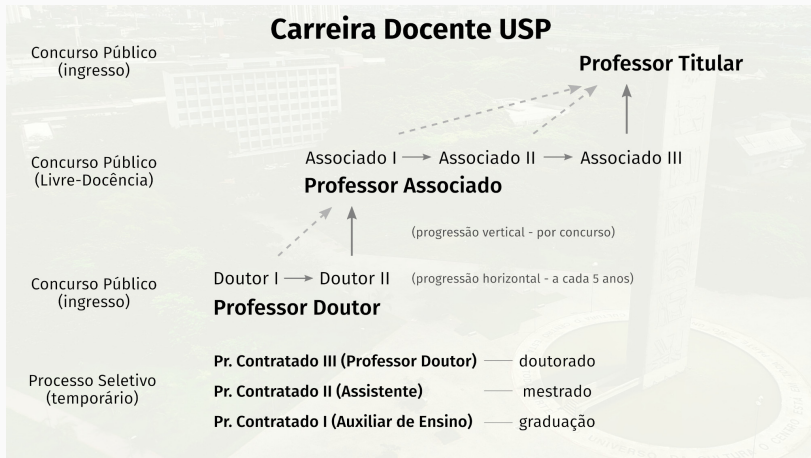 Carreira Docente USP
Concurso Público
(ingresso)
Professor Titular
Concurso Público
(Livre-Docência)
Associado I
Associado II
Associado III
Professor Associado
(progressão vertical - por concurso)
Concurso Público
(ingresso)
Doutor I
Doutor II
(progressão horizontal - a cada 5 anos)
Professor Doutor
Processo Seletivo
(temporário)
Pr. Contratado III (Professor Doutor)
doutorado
Pr. Contratado II (Assistente)
mestrado
Pr. Contratado I (Auxiliar de Ensino)
graduação